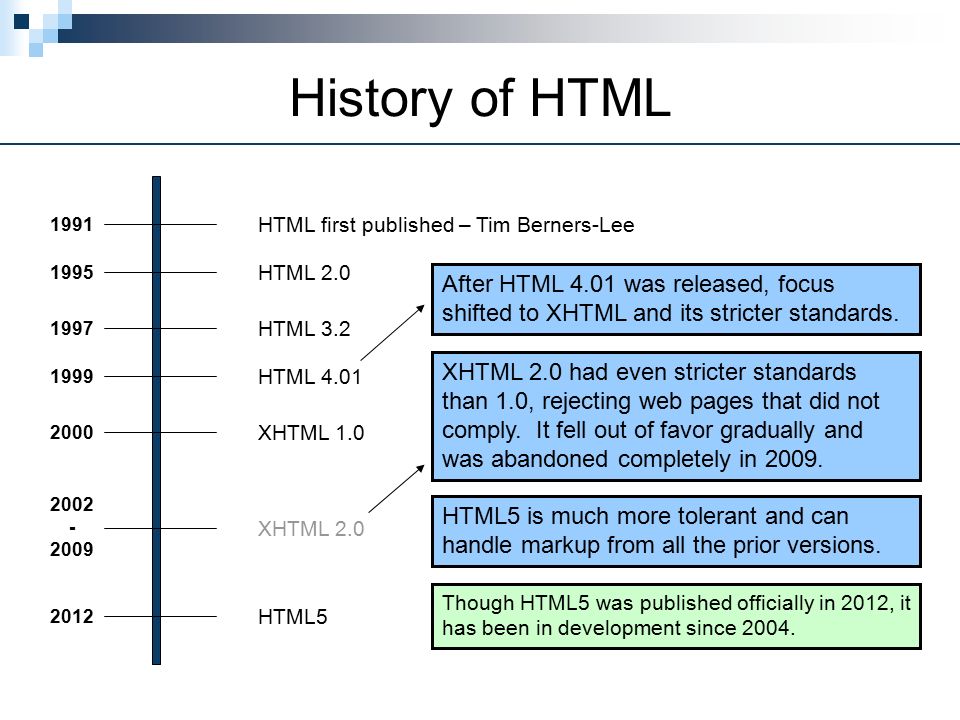 History of HTML
1991
HTML first published – Tim Berners-Lee
1995
HTML 2.0
After HTML 4.01 was released, focus
shifted to XHTML and its stricter standards.
1997
HTML 3.2
1999
HTML 4.01
XHTML 2.0 had even stricter standards
than 1.0, rejecting web pages that did not
comply.  It fell out of favor gradually and
was abandoned completely in 2009.
2000
XHTML 1.0
2002
-
2009
XHTML 2.0
HTML5 is much more tolerant and can
handle markup from all the prior versions.
2012
HTML5
Though HTML5 was published officially in 2012, it
has been in development since 2004.